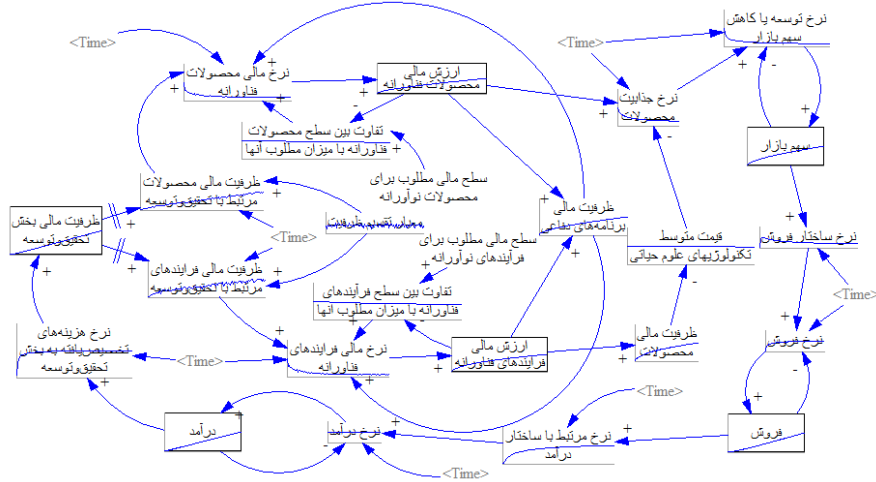 <Time>
نرخ مالی محصولات
فناورانه
ارزش مالی
محصولات فناورانه
<Time>
نرخ توسعه یا کاهش
سهم بازار
نرخ جذابیت
محصولات
تفاوت بین سطح محصولات
فناورانه با میزان مطلوب آنها
سهم بازار
سطح مالی مطلوب برای
محصولات نوآورانه
ظرفیت مالی محصولات
مرتبط با تحقیق‌وتوسعه
ظرفیت مالی بخش
تحقیق‌وتوسعه
معیار تقسیم ظرفیت
<Time>
ظرفیت مالی
برنامه‌های دفاعی
سطح مالی مطلوب برای
فرآیندهای نوآورانه
قیمت متوسط
تکنولوژیهای علوم حیاتی
نرخ ساختار فروش
ظرفیت مالی فرایندهای
مرتبط با تحقیق‌وتوسعه
تفاوت بین سطح فرآیندهای
فناورانه با میزان مطلوب آنها
<Time>
نرخ هزینه‌های
تخصیص‌یافته به بخش
تحقیق‌وتوسعه
<Time>
نرخ مالی فرایندهای
فناورانه
ارزش مالی
فرآیندهای فناورانه
ظرفیت مالی
محصولات
نرخ فروش
<Time>
درآمد
نرخ درآمد
نرخ مرتبط با ساختار
درآمد
فروش
<Time>